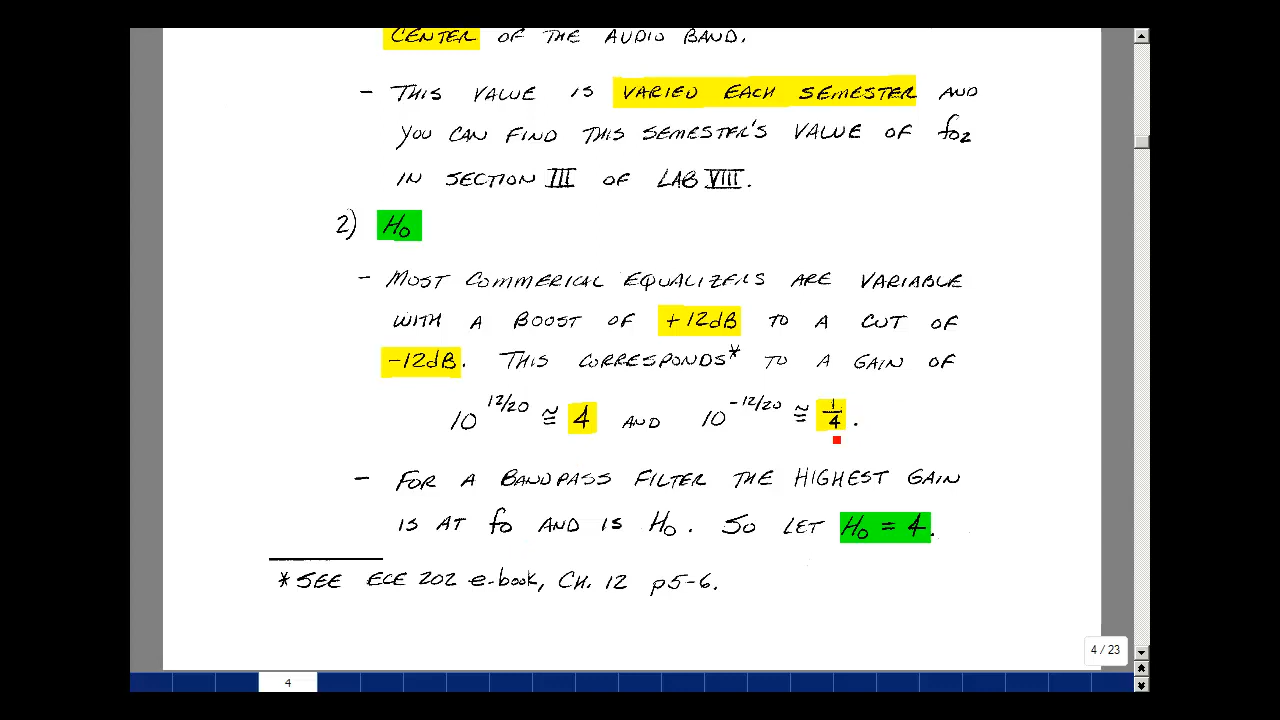 CENTER OF THE AUDIO BAND.
- THIS VALUE IS VARIED EACH SEMESTER AND
YOU CAN FIND THIS SEMESTER'S VALUE OF fo2
IN SECTION III OF LAB VIII.
2) Ho
- MOST COMMERICAL EQUALIZERS ARE VARIABLE
WITH A BOOST OF +12dB TO A CUT OF
-12dB. THIS CORRESPONDS* TO A GAIN OF
10^12/20 ≅ 4 AND 10^-12/20 ≅ 1/4.
- FOR A BANDPASS FILTER THE HIGHEST GAIN
IS AT fo AND IS Ho. SO LET Ho = 4.
* SEE ECE 202 e-book, CH. 12 p5-6.
4 / 23
4